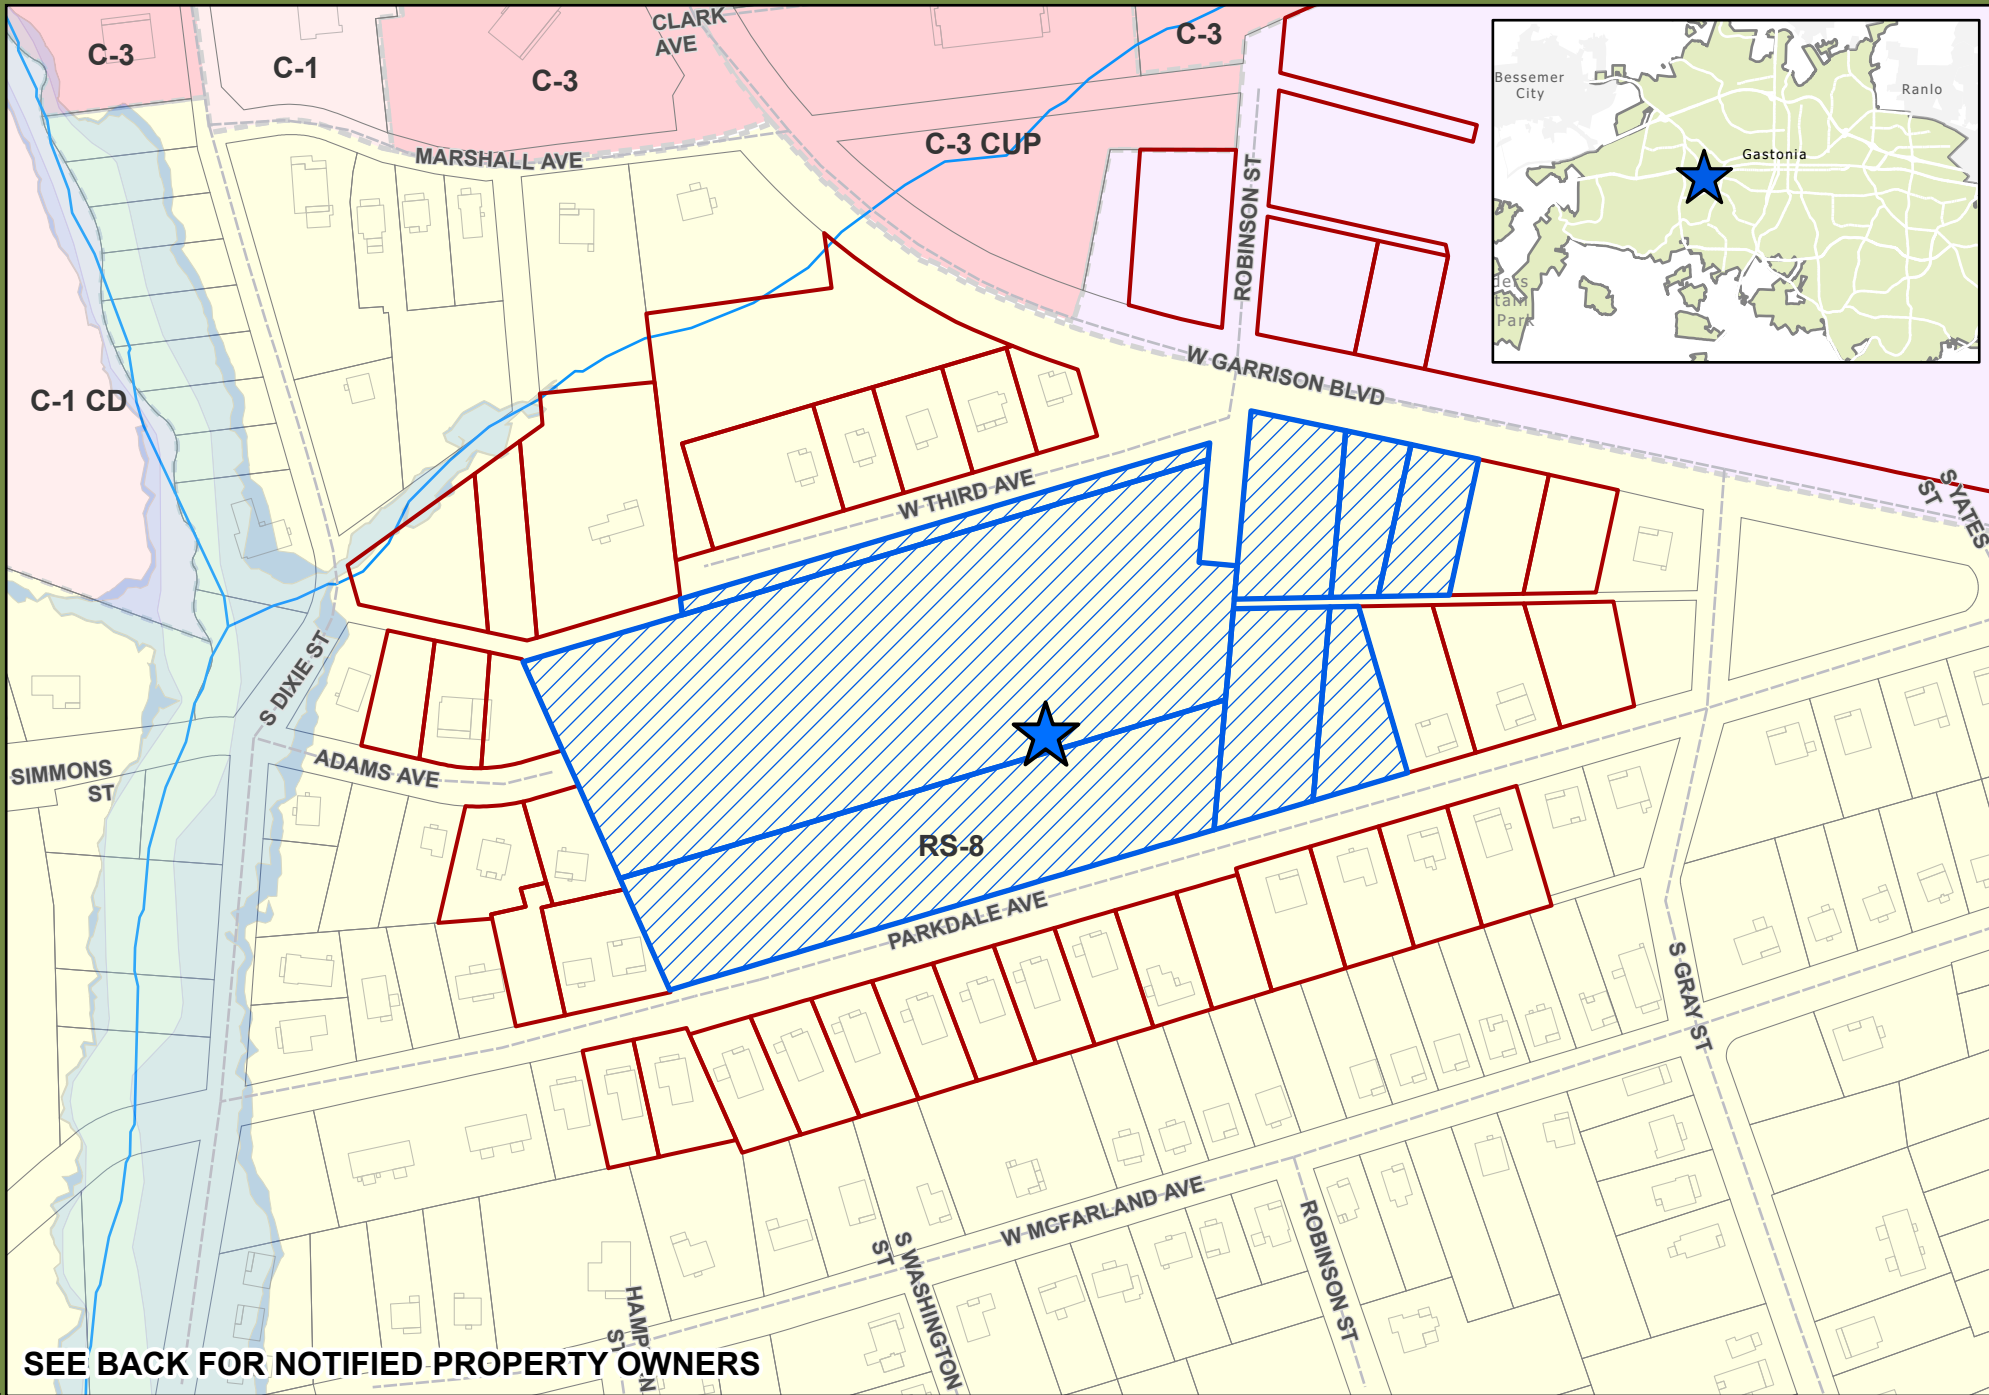 CLARK
AVE
C-3
C-1
C-3
C-3
C-3 CUP
MARSHALL AVE
ROBINSON ST
Bessemer
City
Ranlo
Gastonia
Park
W GARRISON BLVD
C-1 CD
W THIRD AVE
S YATES
ST
S DIXIE ST
ADAMS AVE
SIMMONS
ST
RS-8
PARKDALE AVE
S GRAY ST
W MCFARLAND AVE
S WASHINGTON
ST
ROBINSON ST
ST
SEE BACK FOR NOTIFIED PROPERTY OWNERS